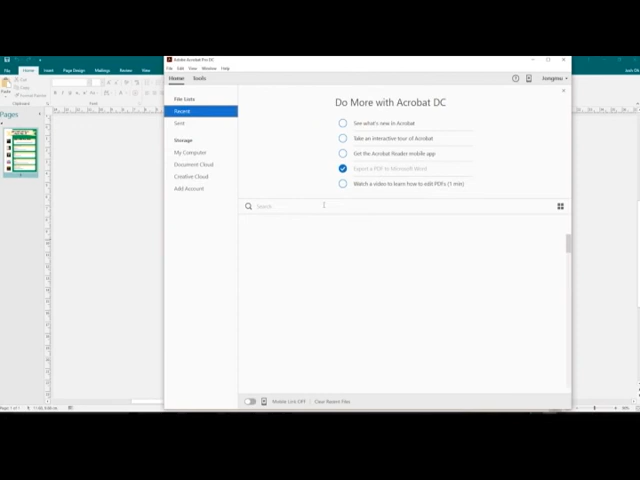 Adobe Acrobat Pro DC
File Edit View Window Help
File Home Insert Page Design Mailings Review View
Home Tools
Cut
Copy
Format Painter
Paste
Clipboard
Font
Pages
File Lists
Recent
Sent
Storage
My Computer
Document Cloud
Creative Cloud
Add Account
Do More with Acrobat DC
See what's new in Acrobat
Take an interactive tour of Acrobat
Get the Acrobat Reader mobile app
Export a PDF to Microsoft Word
Watch a video to learn how to edit PDFs (1 min)
Search
Mobile Link OFF
Clear Recent Files